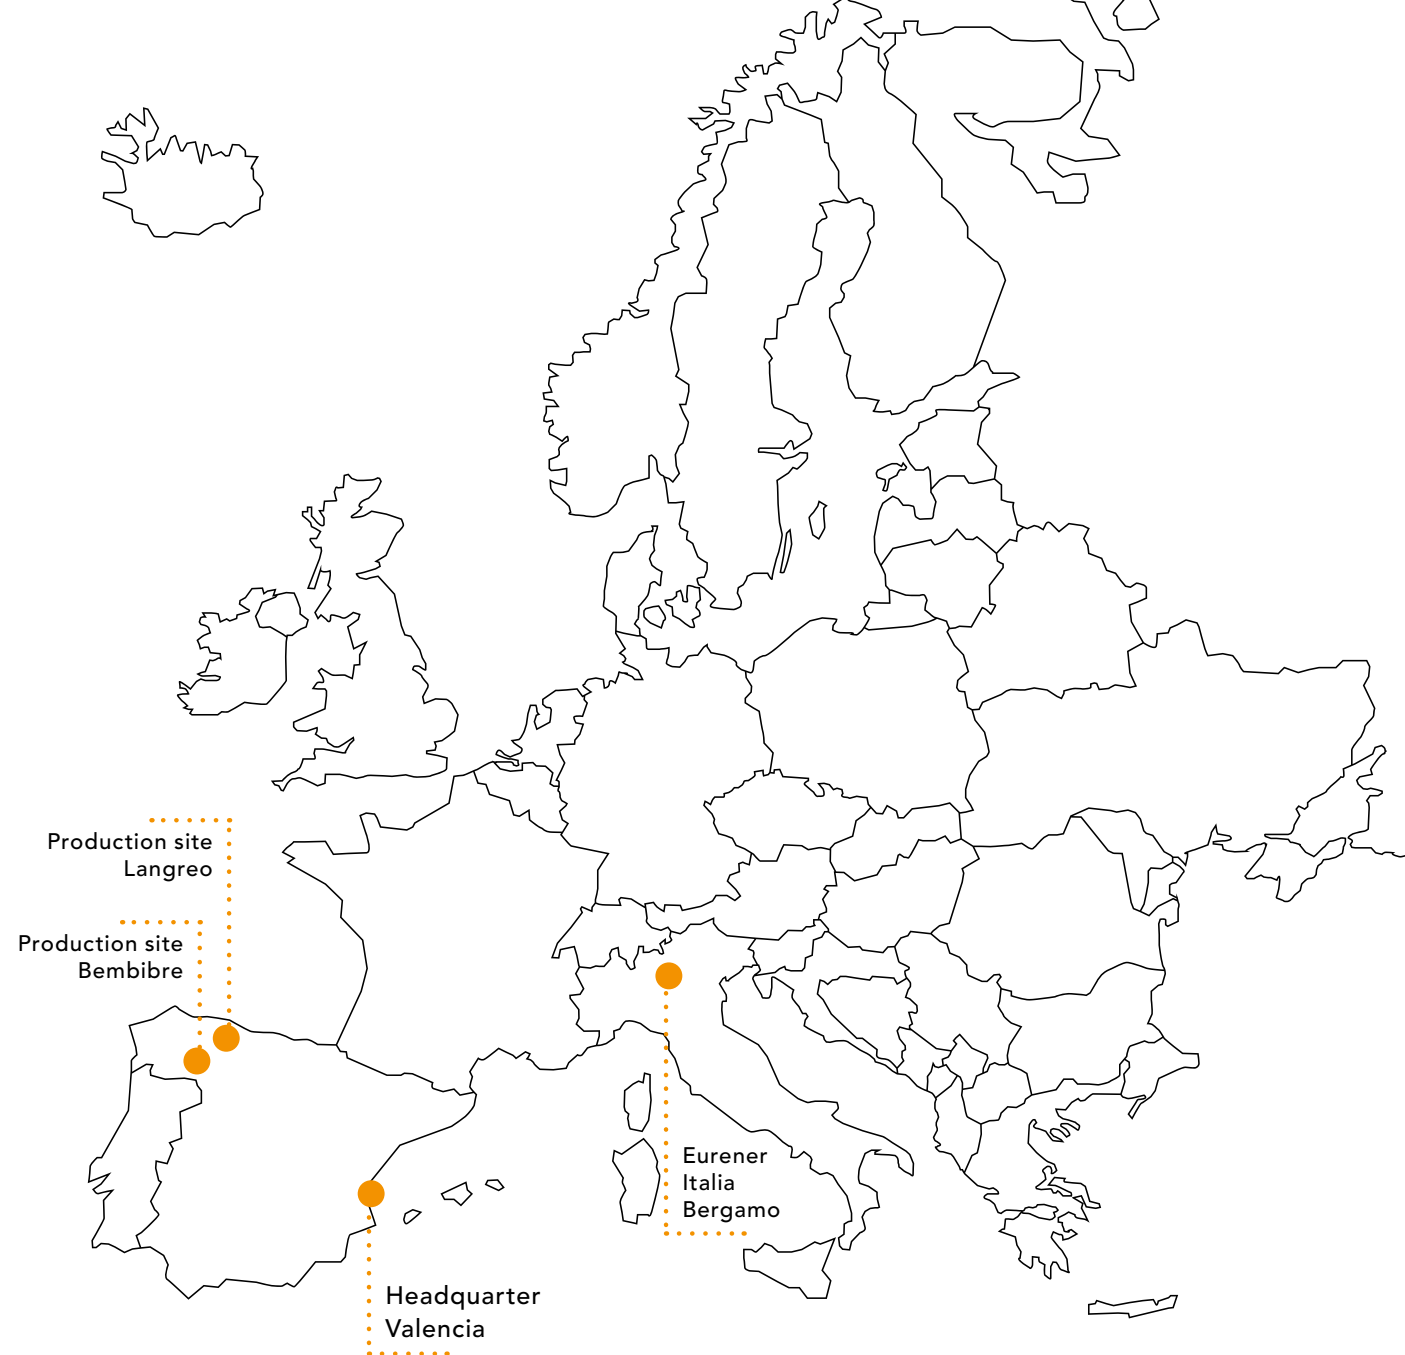 Production site
Langreo
Production site
Bembibre
Eurener
Italia
Bergamo
Headquarter
Valencia